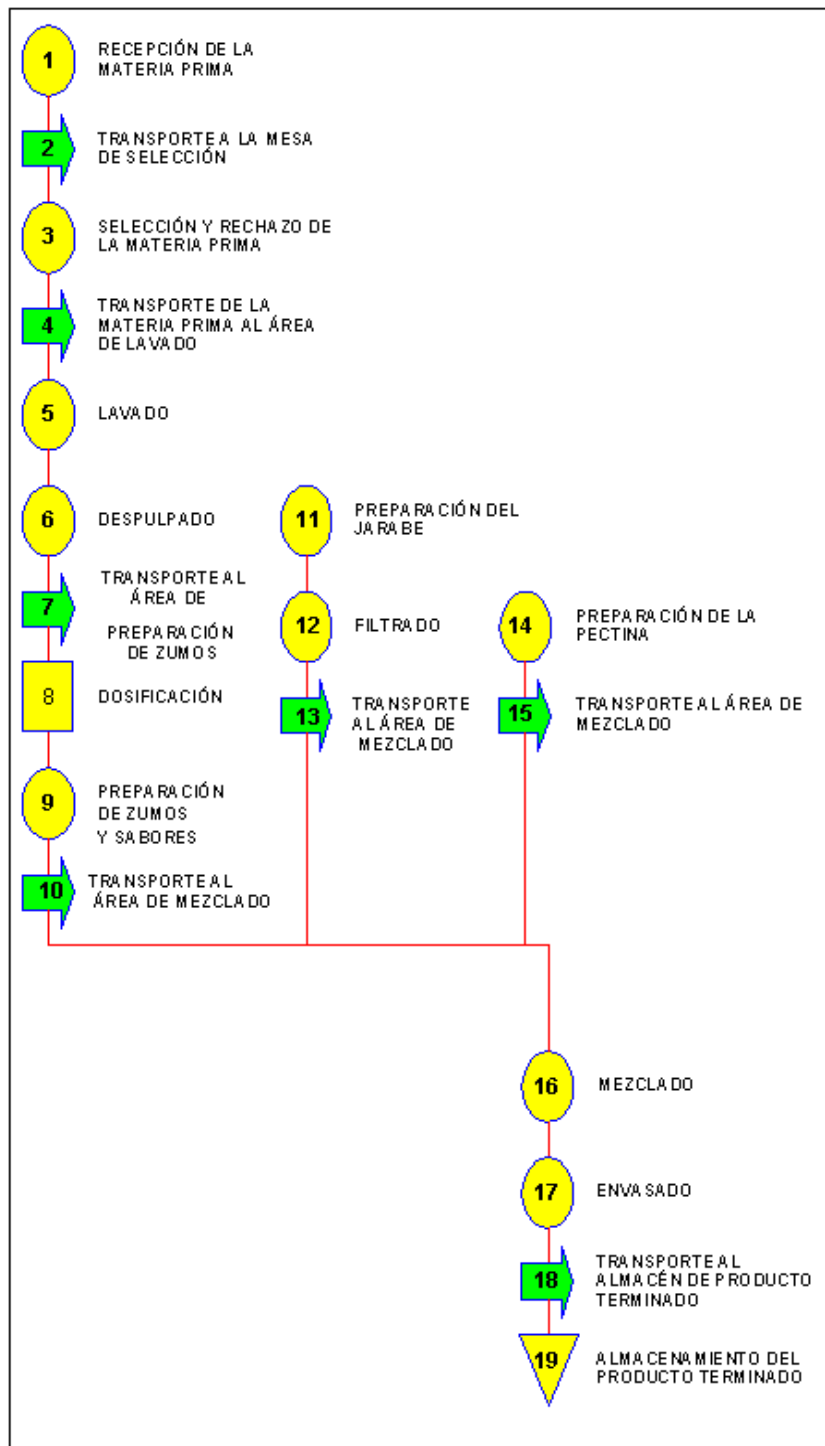 1
RECEPCIÓN DE LA
MATERIA PRIMA
2
TRANSPORTE A LA MESA
DE SELECCIÓN
3
SELECCIÓN Y RECHAZO DE
LA MATERIA PRIMA
4
TRANSPORTE DE LA
MATERIA PRIMA AL ÁREA
DE LAVADO
5
LAVADO
6
DESPULPADO
7
TRANSPORTE AL
ÁREA DE
PREPARACIÓN
DE ZUMOS
8
DOSIFICACIÓN
9
PREPARACIÓN
DE ZUMOS
Y SABORES
10
TRANSPORTE AL
ÁREA DE MEZCLADO
11
PREPARACIÓN DEL
JARABE
12
FILTRADO
13
TRANSPORTE
AL ÁREA DE
MEZCLADO
14
PREPARACIÓN DE LA
PECTINA
15
TRANSPORTE AL ÁREA DE
MEZCLADO
16
MEZCLADO
17
ENVASADO
18
TRANSPORTE AL
ALMACÉN DE PRODUCTO
TERMINADO
19
ALMACENAMIENTO DEL
PRODUCTO TERMINADO